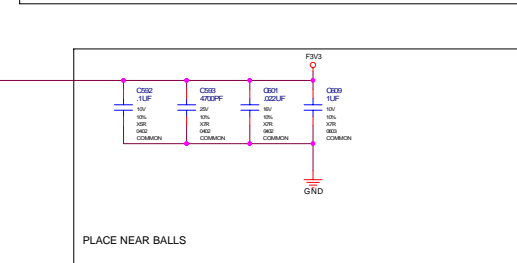 F3V3
C592
.1UF
10V
10%
X5R
0402
COMMON
C593
4700PF
25V
10%
X7R
0402
COMMON
C601
.022UF
16V
10%
X7R
0402
COMMON
C609
1UF
10V
10%
X7R
0603
COMMON
GND
PLACE NEAR BALLS